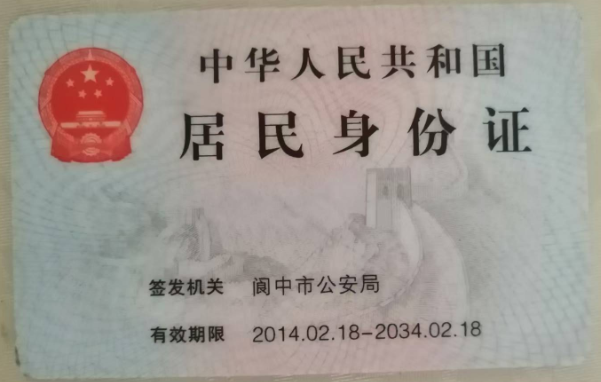 中华人民共和国
居民身份证
签发机关 阆中市公安局
有效期限 2014.02.18-2034.02.18